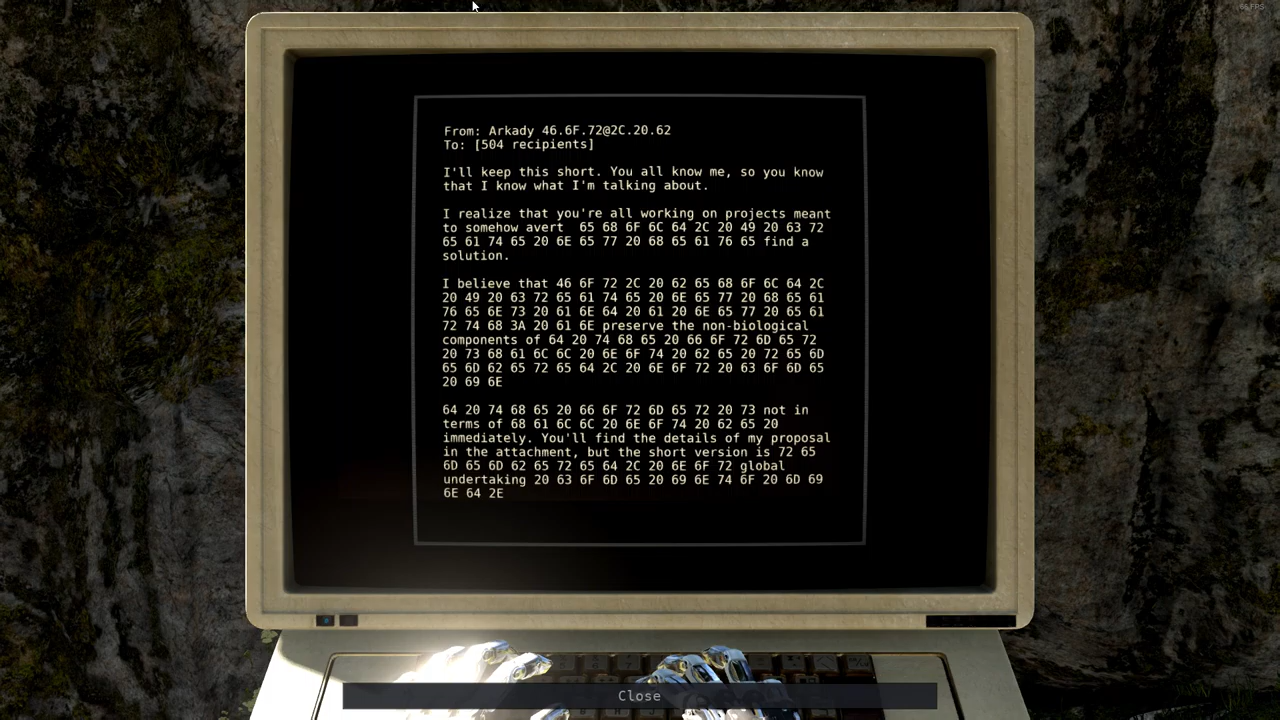 66 FPS
From: Arkady 46.6F.72@2C.20.62
To: [504 recipients]
I'll keep this short. You all know me, so you know
that I know what I'm talking about.
I realize that you're all working on projects meant
to somehow avert  65 68 6F 6C 64 2C 20 49 20 63 72
65 61 74 65 20 6E 65 77 20 68 65 61 76 65 find a
solution.
I believe that 46 6F 72 2C 20 62 65 68 6F 6C 64 2C
20 49 20 63 72 65 61 74 65 20 6E 65 77 20 68 65 61
76 65 6E 73 20 61 6E 64 20 61 20 6E 65 77 20 65 61
72 74 68 3A 20 61 6E preserve the non-biological
components of 64 20 74 68 65 20 66 6F 72 6D 65 72
20 73 68 61 6C 6C 20 6E 6F 74 20 62 65 20 72 65 6D
65 6D 62 65 72 65 64 2C 20 6E 6F 72 20 63 6F 6D 65
20 69 6E
64 20 74 68 65 20 66 6F 72 6D 65 72 20 73 not in
terms of 68 61 6C 6C 20 6E 6F 74 20 62 65 20
immediately. You'll find the details of my proposal
in the attachment, but the short version is 72 65
6D 65 6D 62 65 72 65 64 2C 20 6E 6F 72 global
undertaking 20 63 6F 6D 65 20 69 6E 74 6F 20 6D 69
6E 64 2E
Close